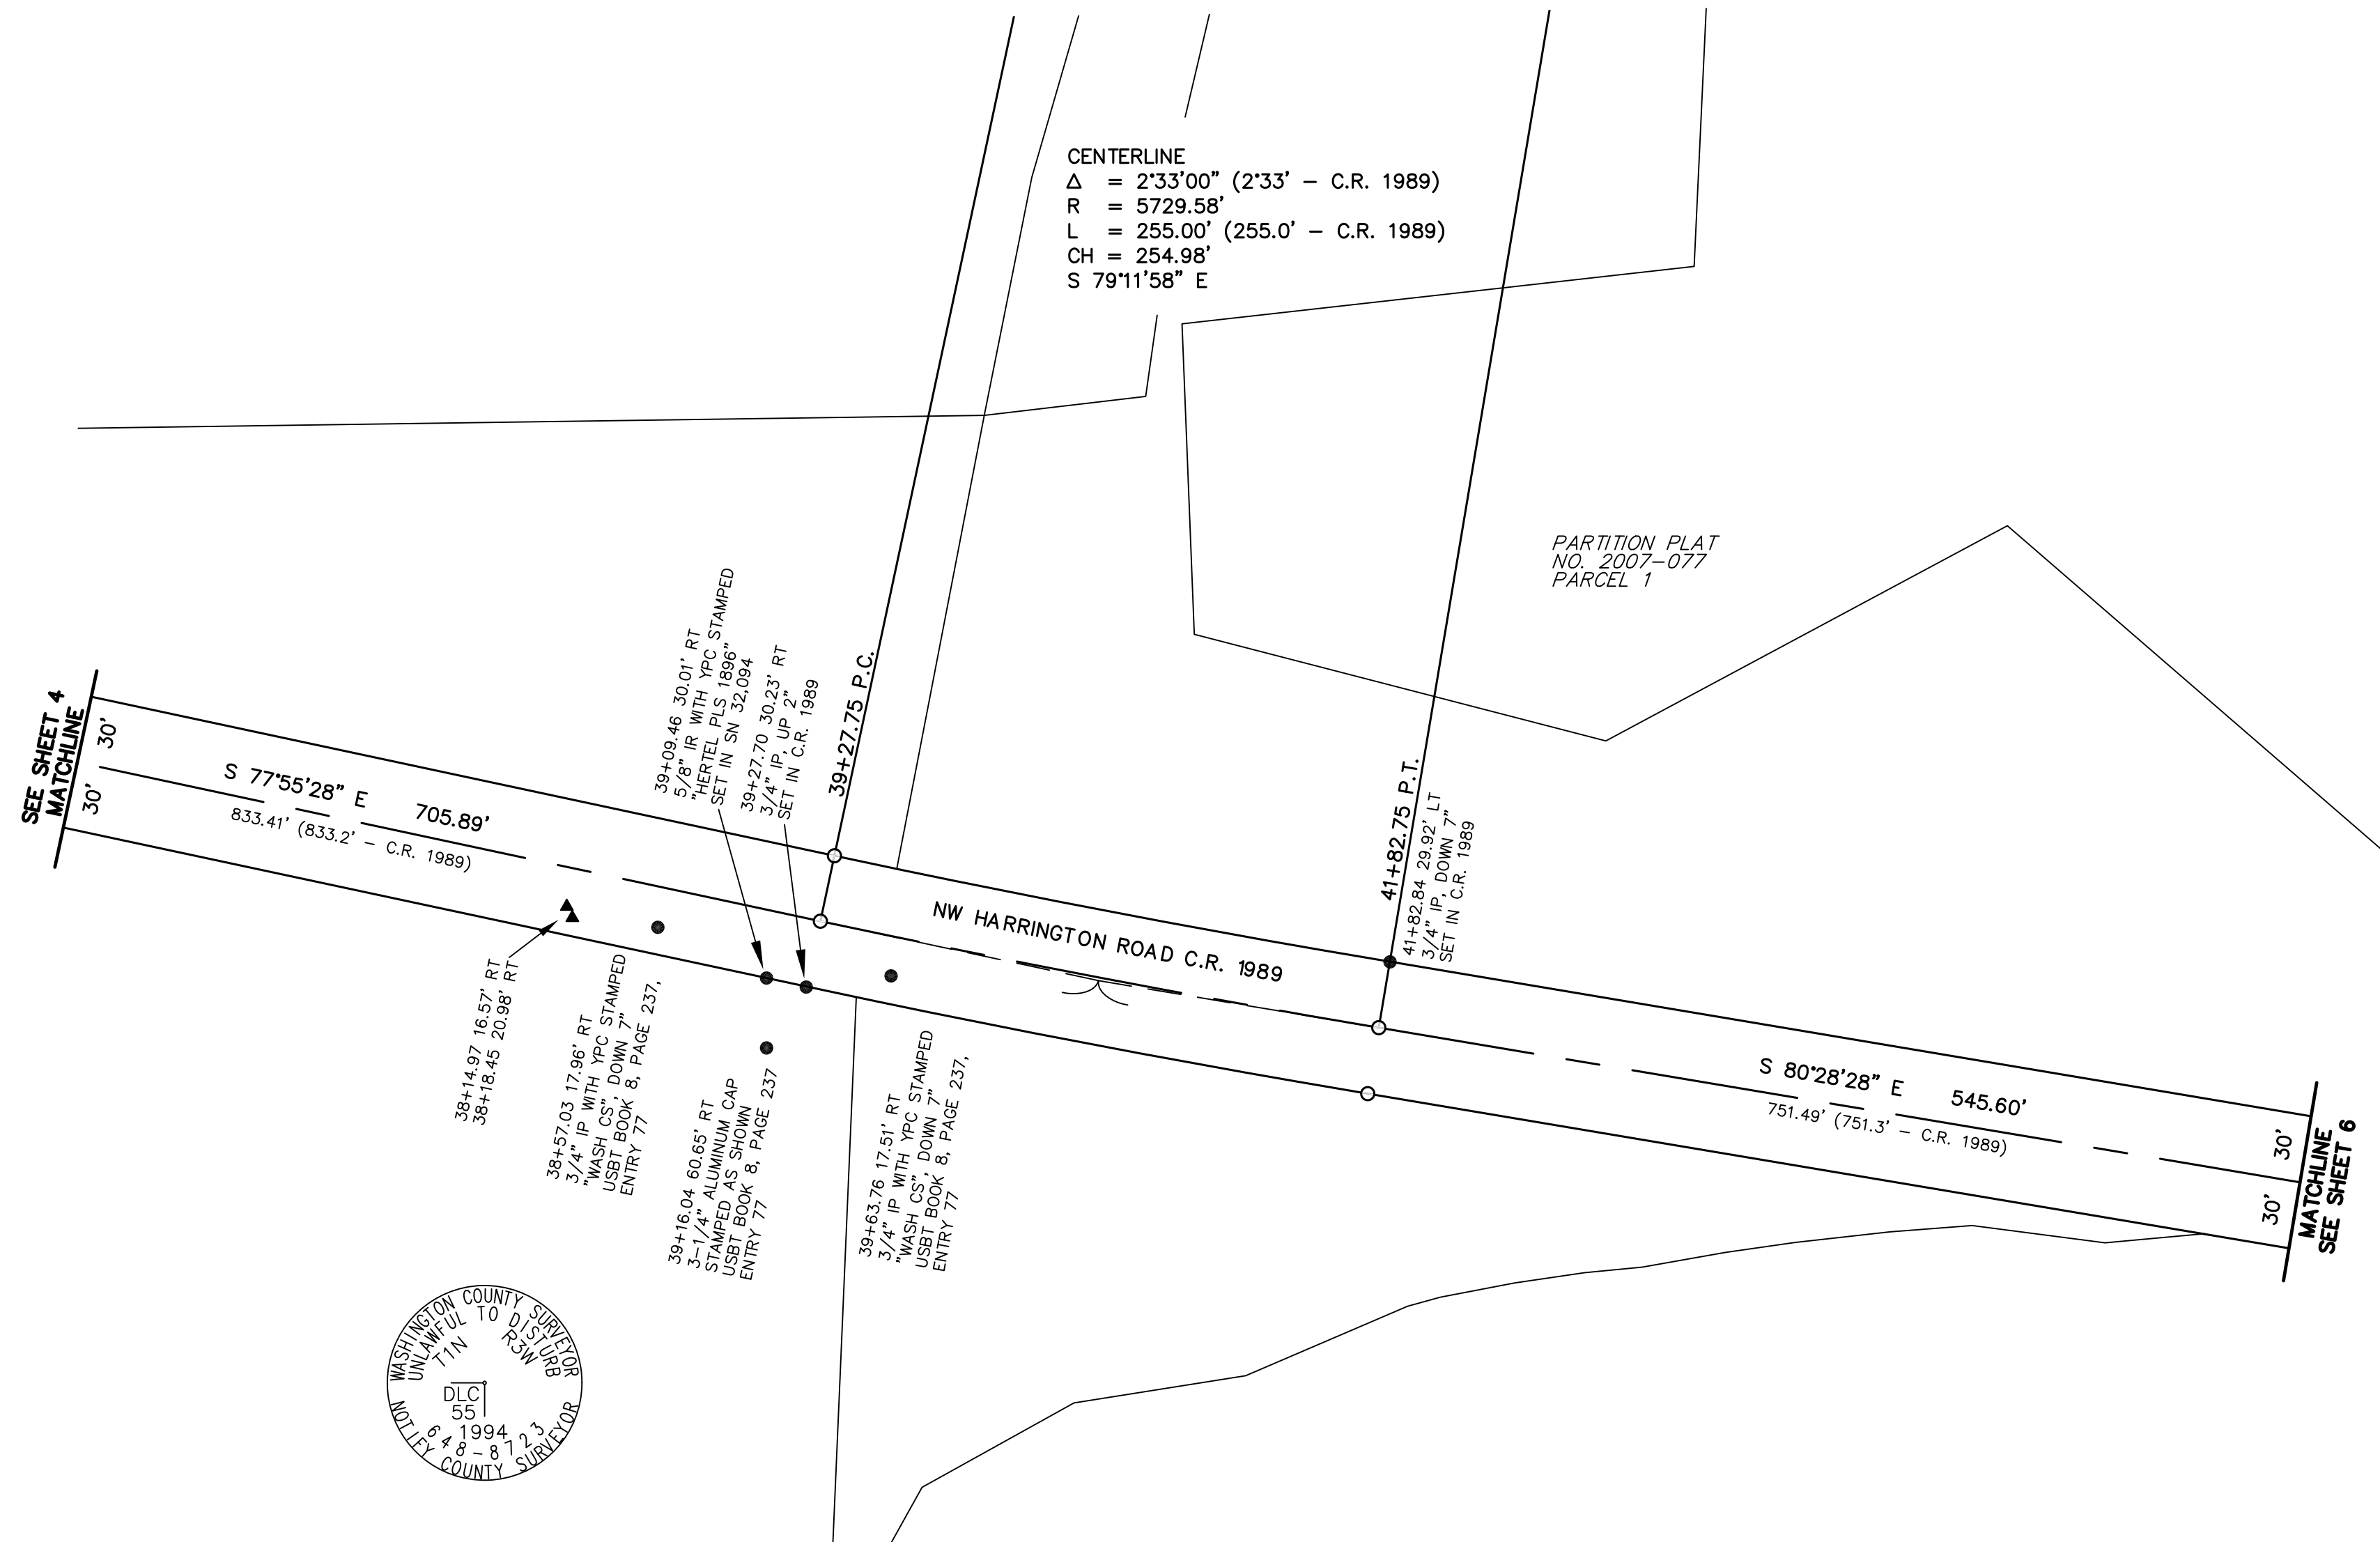 CENTERLINE
Δ = 2°33'00" (2°33' – C.R. 1989)
R = 5729.58'
L = 255.00' (255.0' – C.R. 1989)
CH = 254.98'
S 79°11'58" E
PARTITION PLAT
NO. 2007–077
PARCEL 1
SEE SHEET 4
MATCHLINE
30'
30'
S 77°55'28" E 705.89'
833.41' (833.2' – C.R. 1989)
39+09.46 30.01' RT
5/8" IR WITH YPC STAMPED
"HERTEL PLS 1896"
SET IN SN 32,094
39+27.70 30.23' RT
3/4" IP, UP 2"
SET IN C.R. 1989
39+27.75 P.C.
NW HARRINGTON ROAD C.R. 1989
41+82.75 P.T.
41+82.84 29.92' LT
3/4" IP, DOWN 7"
SET IN C.R. 1989
S 80°28'28" E 545.60'
751.49' (751.3' – C.R. 1989)
30'
30'
MATCHLINE
SEE SHEET 6
38+14.97 16.57' RT
38+18.45 20.98' RT
38+57.03 17.96' RT
3/4" IP WITH YPC STAMPED
"WASH CS", DOWN 7"
USBT BOOK 8, PAGE 237,
ENTRY 77
39+16.04 60.65' RT
3–1/4" ALUMINUM CAP
STAMPED AS SHOWN
USBT BOOK 8, PAGE 237
ENTRY 77
39+63.76 17.51' RT
3/4" IP WITH YPC STAMPED
"WASH CS", DOWN 7"
USBT BOOK 8, PAGE 237,
ENTRY 77
WASHINGTON COUNTY SURVEYOR
UNLAWFUL TO DISTURB
T1N R3W
DLC
55
1994
648–8723
NOTIFY COUNTY SURVEYOR